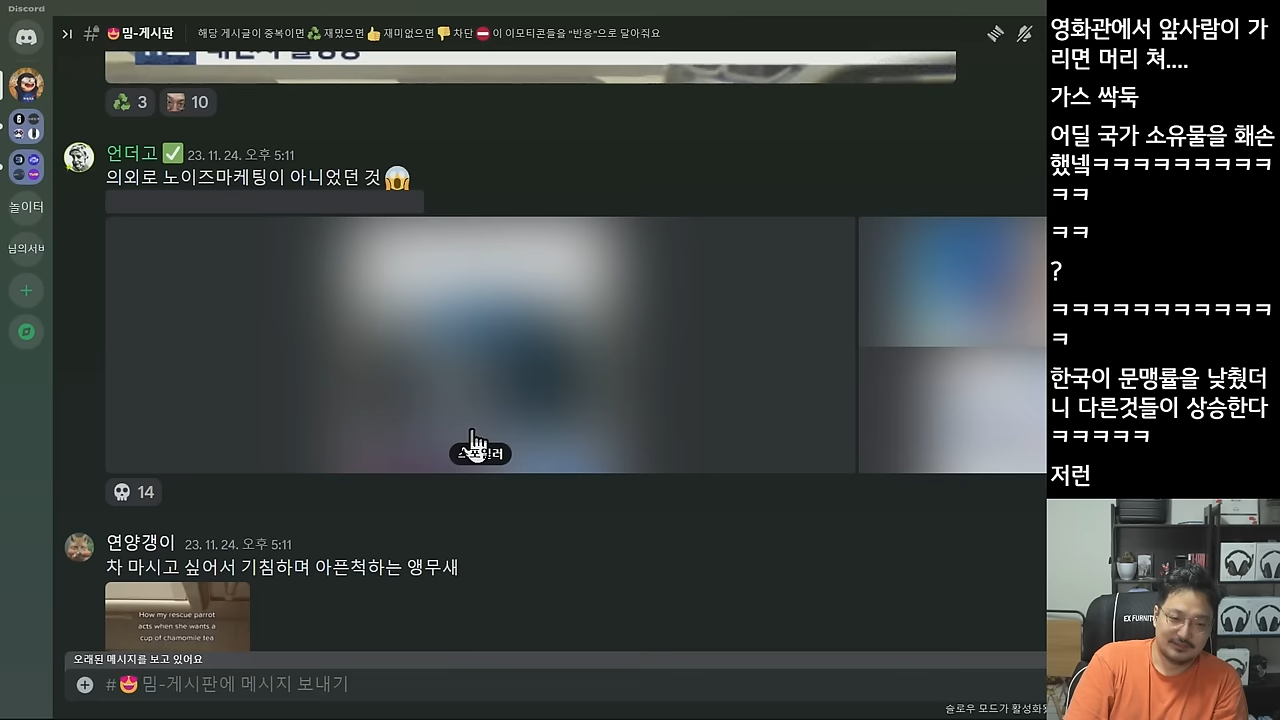 Discord
밈-게시판
해당 게시글이 중복이면 ♻️ 재밌으면 👍 재미없으면 👎 차단 ⛔ 이 이모티콘들을 "반응"으로 달아줘요
3
10
언더고 ✅ 23. 11. 24. 오후 5:11
의외로 노이즈마케팅이 아니었던 것 😱
놀이터
님의서버
14
연양갱이 23. 11. 24. 오후 5:11
차 마시고 싶어서 기침하며 아픈척하는 앵무새
How my rescue parrot
acts when she wants a
cup of chamomile tea
오래된 메시지를 보고 있어요
#😍밈-게시판에 메시지 보내기
슬로우 모드가
영화관에서 앞사람이 가
리면 머리 쳐....
가스 싹둑
어딜 국가 소유물을 홰손
했넼ㅋㅋㅋㅋㅋㅋㅋㅋㅋ
ㅋㅋ
ㅋㅋ
?
ㅋㅋㅋㅋㅋㅋㅋㅋㅋㅋㅋ
ㅋ
한국이 문맹률을 낮췄더
니 다른것들이 상승한다
ㅋㅋㅋㅋㅋ
저런